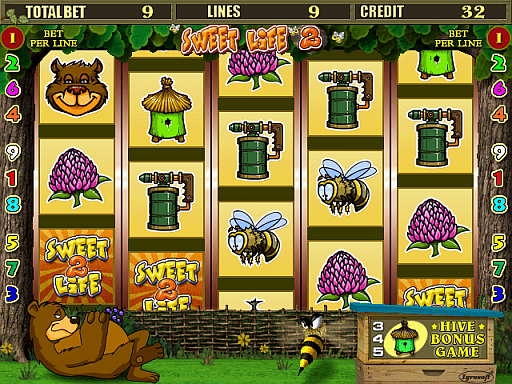 TOTAL BET 9 LINES 9 CREDIT 32
1 BET PER LINE SWEET LIFE 2 BET PER LINE 1
2 2
6 6
4 4
9 9
1 1
8 8
5 5
7 7
3 3
SWEET 2 LIFE
SWEET 2 LIFE
SWEET
3 HIVE
4 BONUS
5 GAME
Igrosoft